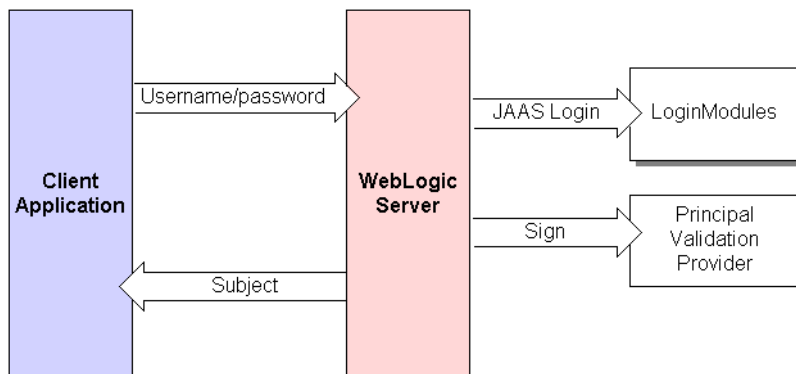 Username/password
JAAS Login
LoginModules
Client
Application
WebLogic
Server
Sign
Principal
Validation
Provider
Subject